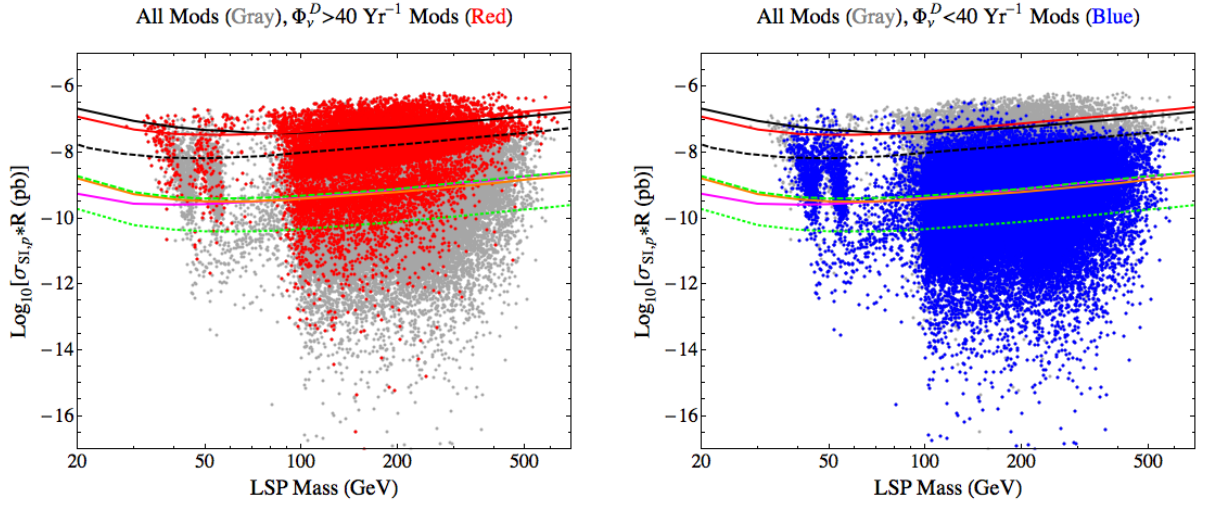 All Mods (Gray), Φ_ν^D>40 Yr⁻¹ Mods (Red)
Log₁₀[σ_SI,p*R (pb)]
−6
−8
−10
−12
−14
−16
20 50 100 200 500
LSP Mass (GeV)
All Mods (Gray), Φ_ν^D<40 Yr⁻¹ Mods (Blue)
Log₁₀[σ_SI,p*R (pb)]
−6
−8
−10
−12
−14
−16
20 50 100 200 500
LSP Mass (GeV)